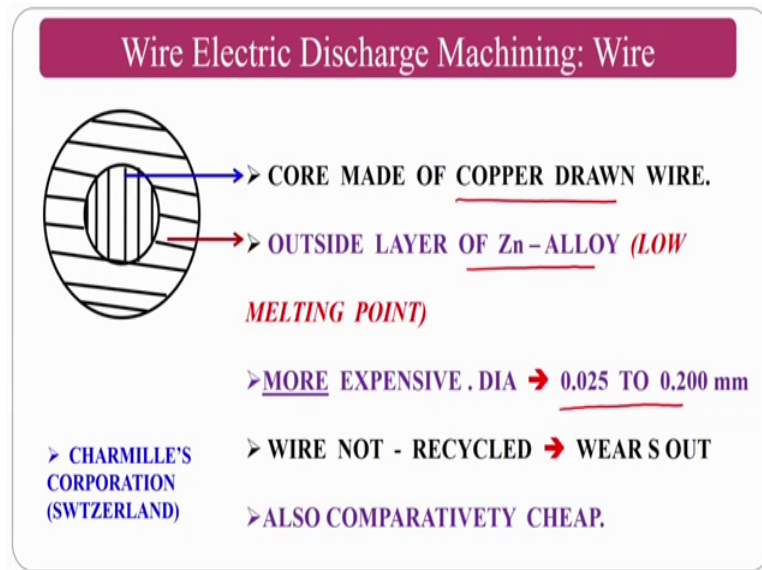 Wire Electric Discharge Machining: Wire
➢ CORE MADE OF COPPER DRAWN WIRE.
➢ OUTSIDE LAYER OF Zn – ALLOY (LOW
MELTING POINT)
➢MORE EXPENSIVE . DIA ➔ 0.025 TO 0.200 mm
➢ WIRE NOT - RECYCLED ➔ WEAR S OUT
➢ALSO COMPARATIVETY CHEAP.
➢ CHARMILLE'S
CORPORATION
(SWTZERLAND)